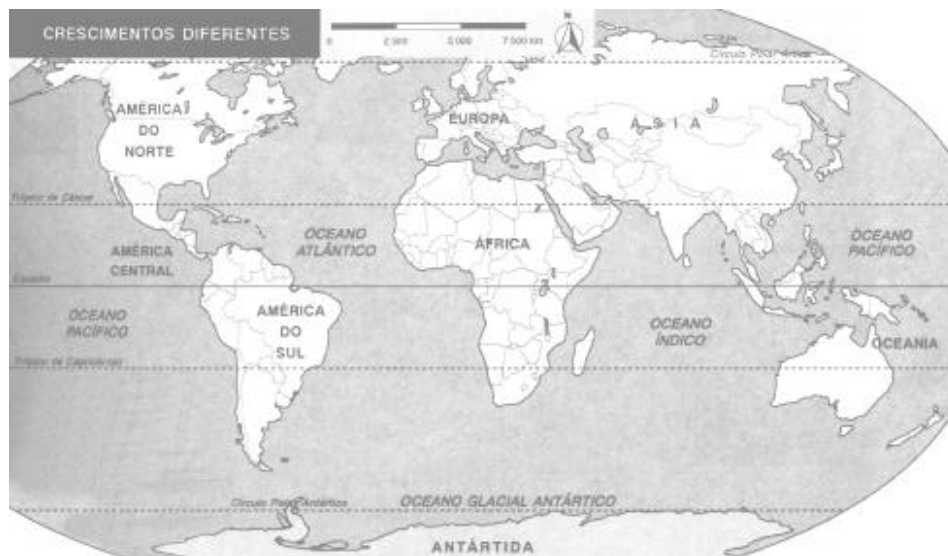 CRESCIMENTOS DIFERENTES
N
0 2 500 5 000 7 500 km
Círculo Polar Ártico
AMÉRICA
DO
NORTE
EUROPA
ÁSIA
Trópico de Câncer
OCEANO
ATLÂNTICO
ÁFRICA
OCEANO
PACÍFICO
AMÉRICA
CENTRAL
Equador
OCEANO
PACÍFICO
AMÉRICA
DO
SUL
OCEANO
ÍNDICO
OCEANIA
Trópico de Capricórnio
Círculo Polar Antártico
OCEANO GLACIAL ANTÁRTICO
ANTÁRTIDA